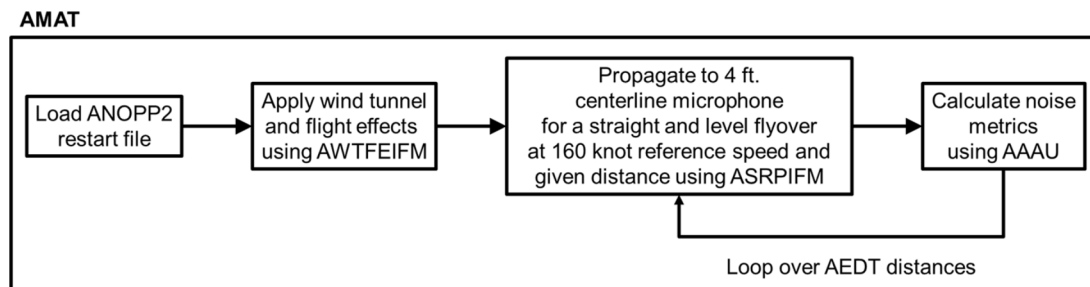 AMAT
Load ANOPP2
restart file
Apply wind tunnel
and flight effects
using AWTFEIFM
Propagate to 4 ft.
centerline microphone
for a straight and level flyover
at 160 knot reference speed and
given distance using ASRPIFM
Calculate noise
metrics
using AAAU
Loop over AEDT distances